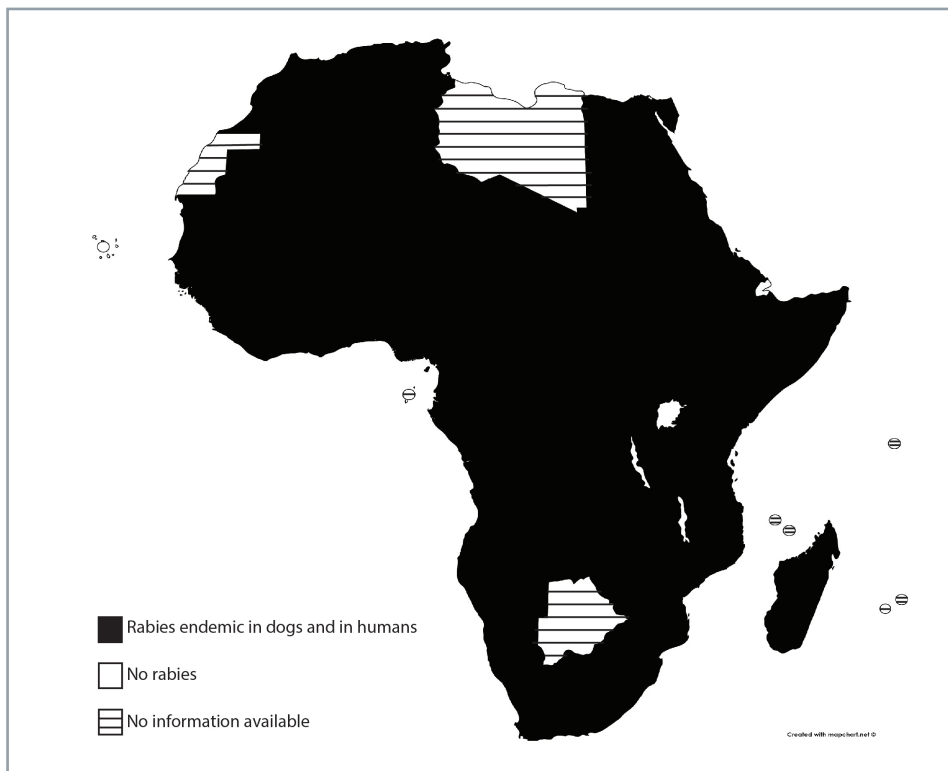 Rabies endemic in dogs and in humans
No rabies
No information available
Created with mapchart.net ©